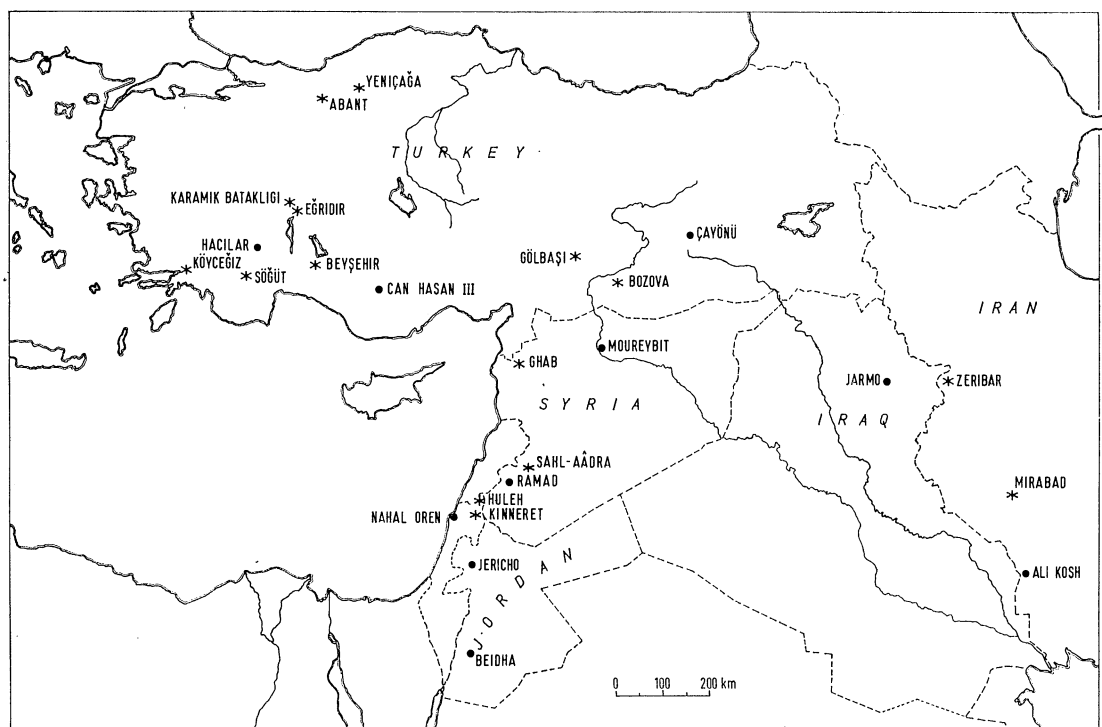 YENİÇAĞA
ABANT
TURKEY
KARAMIK BATAKLIGI
EĞRIDIR
HACILAR
KÖYCEĞIZ
SÖĞÜT
BEYŞEHIR
CAN HASAN III
GÖLBAŞI
BOZOVA
ÇAYÖNÜ
IRAN
MOUREYBIT
GHAB
JARMO
ZERIBAR
SYRIA
IRAQ
SAHL-AÂDRA
RAMAD
MIRABAD
HULEH
NAHAL OREN
KINNERET
JERICHO
JORDAN
ALI KOSH
BEIDHA
0 100 200 km